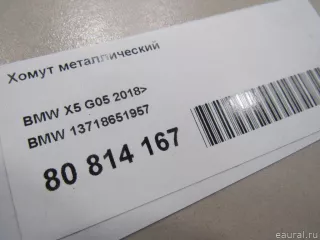 Хомут металлический
BMW X5 G05 2018>
BMW 13718651957
80 814 167
eaural.ru